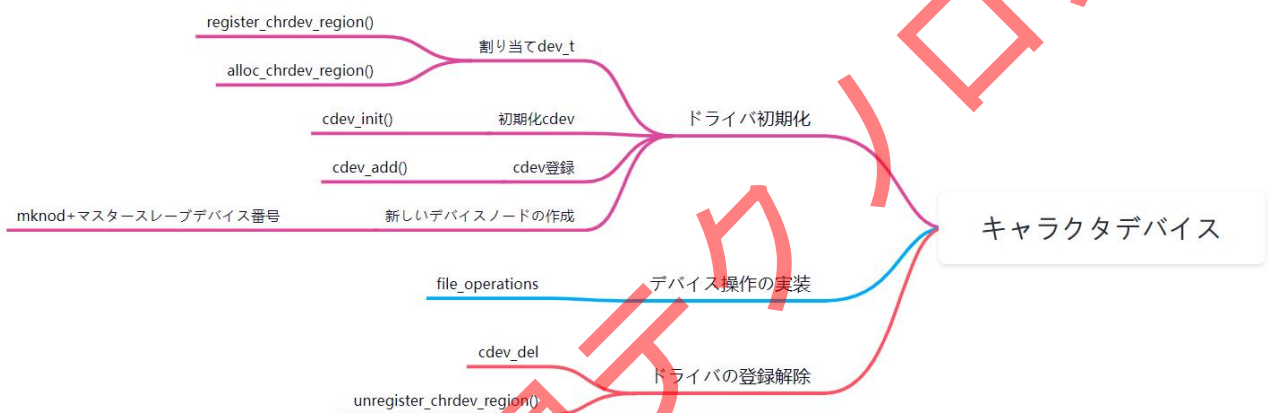 キャラクタデバイス
ドライバ初期化
割り当てdev_t
register_chrdev_region()
alloc_chrdev_region()
初期化cdev
cdev_init()
cdev登録
cdev_add()
新しいデバイスノードの作成
mknod+マスタースレーブデバイス番号
デバイス操作の実装
file_operations
ドライバの登録解除
cdev_del
unregister_chrdev_region()